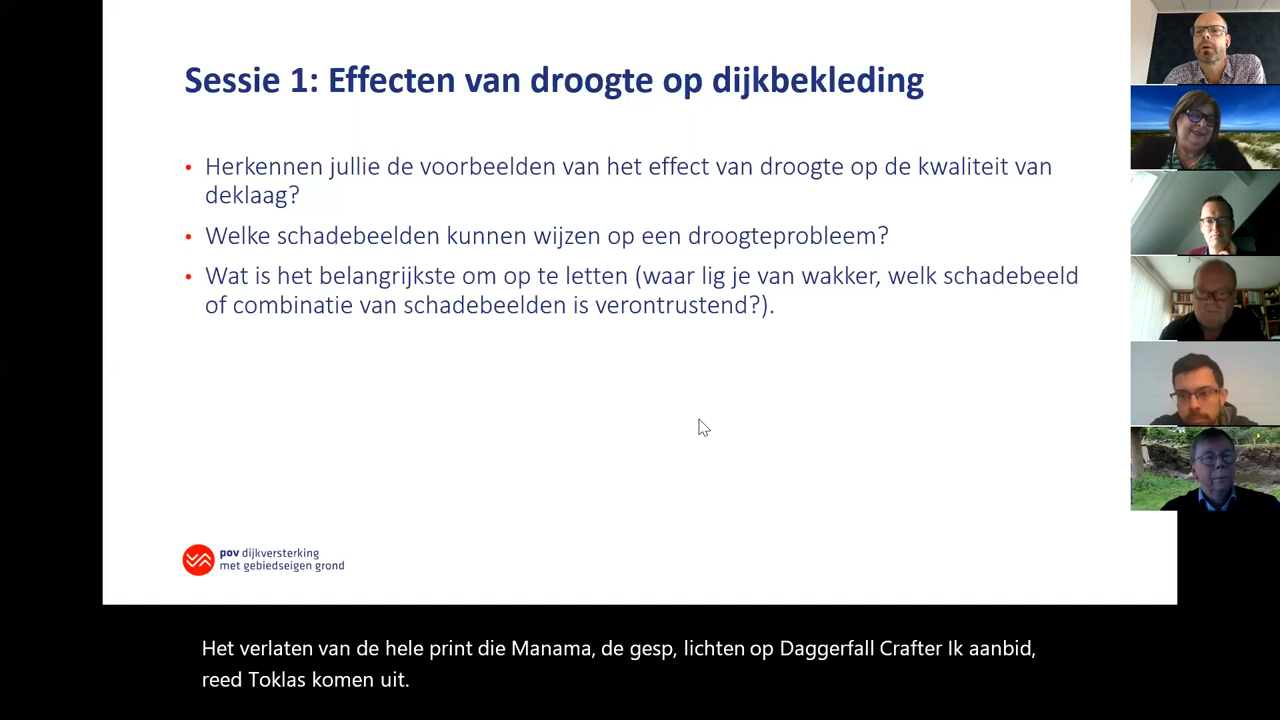 Sessie 1: Effecten van droogte op dijkbekleding
• Herkennen jullie de voorbeelden van het effect van droogte op de kwaliteit van
deklaag?
• Welke schadebeelden kunnen wijzen op een droogteprobleem?
• Wat is het belangrijkste om op te letten (waar lig je van wakker, welk schadebeeld
of combinatie van schadebeelden is verontrustend?).
pov dijkversterking
met gebiedseigen grond
Het verlaten van de hele print die Manama, de gesp, lichten op Daggerfall Crafter Ik aanbid,
reed Toklas komen uit.